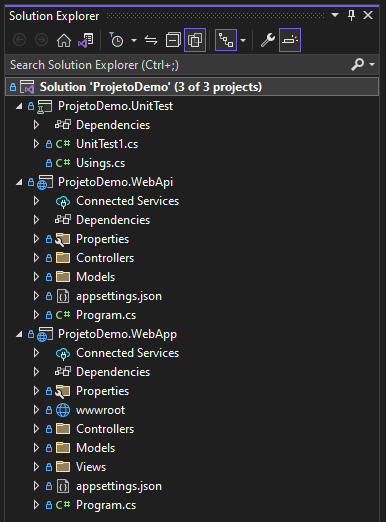 Solution Explorer
Search Solution Explorer (Ctrl+;)
Solution 'ProjetoDemo' (3 of 3 projects)
ProjetoDemo.UnitTest
Dependencies
C# UnitTest1.cs
C# Usings.cs
ProjetoDemo.WebApi
Connected Services
Dependencies
Properties
Controllers
Models
appsettings.json
C# Program.cs
ProjetoDemo.WebApp
Connected Services
Dependencies
Properties
wwwroot
Controllers
Models
Views
appsettings.json
C# Program.cs